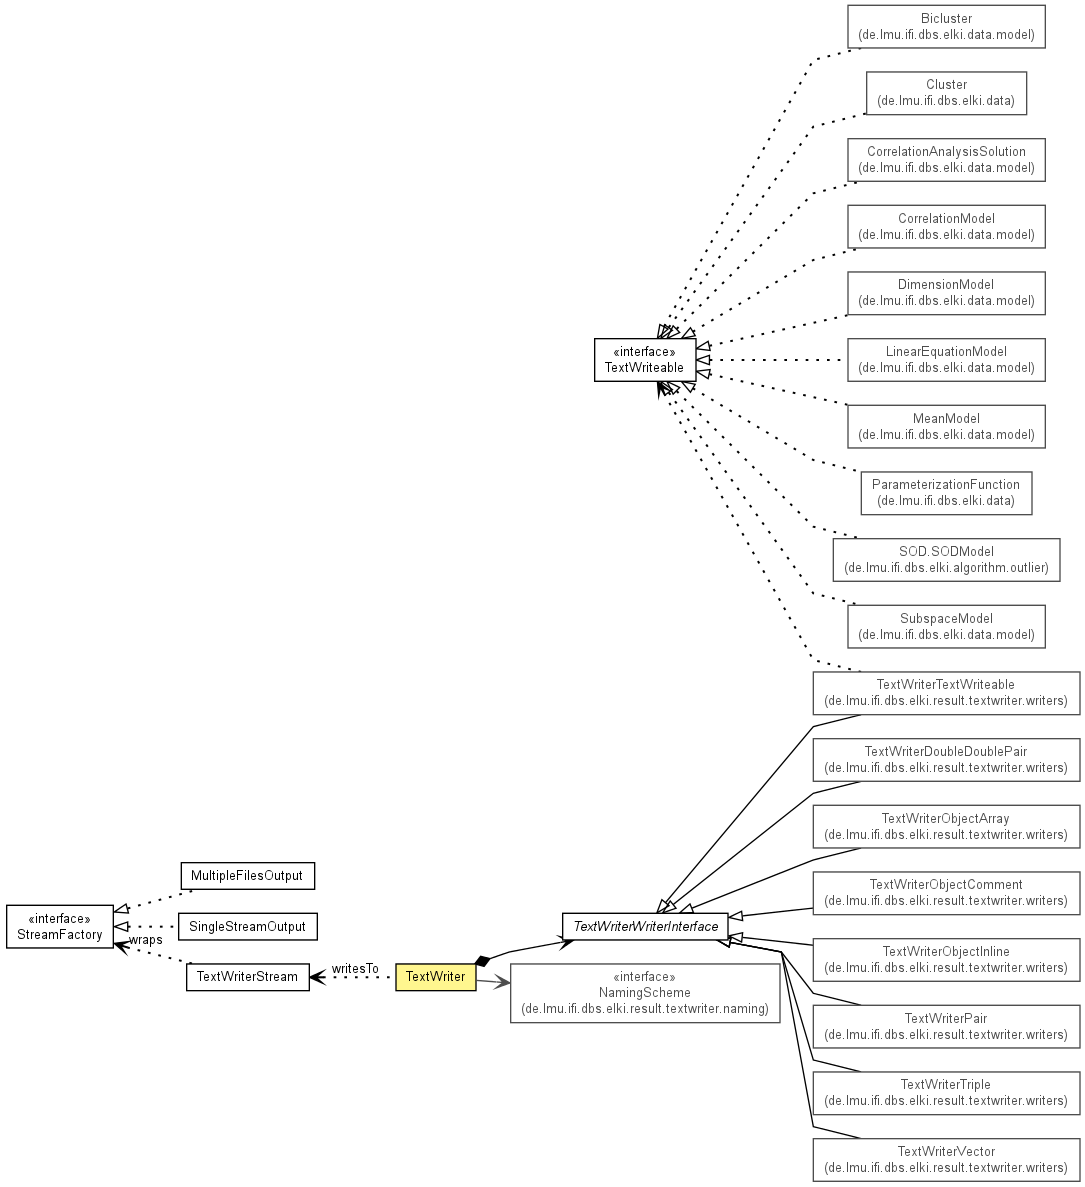 Bicluster
(de.lmu.ifi.dbs.elki.data.model)
Cluster
(de.lmu.ifi.dbs.elki.data)
CorrelationAnalysisSolution
(de.lmu.ifi.dbs.elki.data.model)
CorrelationModel
(de.lmu.ifi.dbs.elki.data.model)
DimensionModel
(de.lmu.ifi.dbs.elki.data.model)
«interface»
TextWriteable
LinearEquationModel
(de.lmu.ifi.dbs.elki.data.model)
MeanModel
(de.lmu.ifi.dbs.elki.data.model)
ParameterizationFunction
(de.lmu.ifi.dbs.elki.data)
SOD.SODModel
(de.lmu.ifi.dbs.elki.algorithm.outlier)
SubspaceModel
(de.lmu.ifi.dbs.elki.data.model)
TextWriterTextWriteable
(de.lmu.ifi.dbs.elki.result.textwriter.writers)
TextWriterDoubleDoublePair
(de.lmu.ifi.dbs.elki.result.textwriter.writers)
TextWriterObjectArray
(de.lmu.ifi.dbs.elki.result.textwriter.writers)
TextWriterObjectComment
(de.lmu.ifi.dbs.elki.result.textwriter.writers)
MultipleFilesOutput
«interface»
StreamFactory
SingleStreamOutput
wraps
TextWriterStream
writesTo
TextWriter
TextWriterWriterInterface
«interface»
NamingScheme
(de.lmu.ifi.dbs.elki.result.textwriter.naming)
TextWriterObjectInline
(de.lmu.ifi.dbs.elki.result.textwriter.writers)
TextWriterPair
(de.lmu.ifi.dbs.elki.result.textwriter.writers)
TextWriterTriple
(de.lmu.ifi.dbs.elki.result.textwriter.writers)
TextWriterVector
(de.lmu.ifi.dbs.elki.result.textwriter.writers)